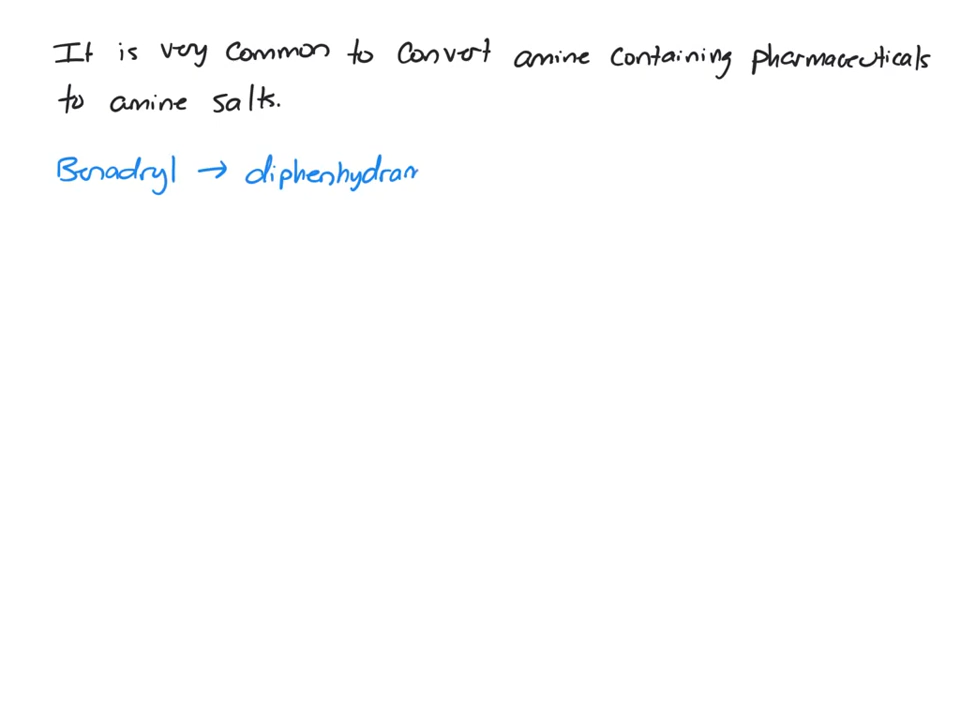 It is very common to convert amine containing pharmaceuticals
to amine salts.
Benadryl → diphenhydram